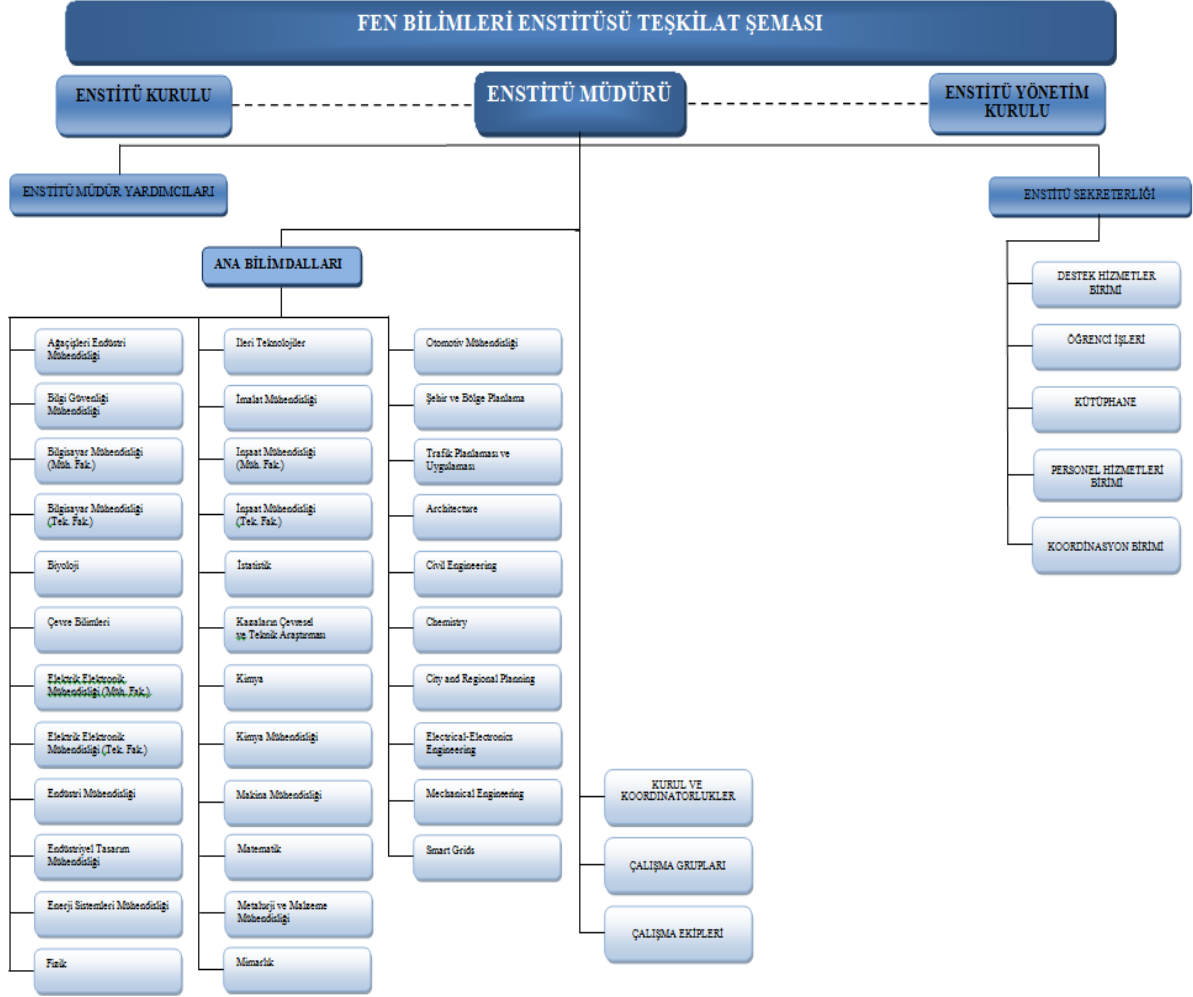 FEN BİLİMLERİ ENSTİTÜSÜ TEŞKİLAT ŞEMASI
ENSTİTÜ KURULU
ENSTİTÜ MÜDÜRÜ
ENSTİTÜ YÖNETİM
KURULU
ENSTİTÜ MÜDÜR YARDIMCILARI
ENSTİTÜ SEKRETERLİĞİ
ANA BİLİM DALLARI
Ağaçişleri Endüstri
Mühendisliği
Bilgi Güvenliği
Mühendisliği
Bilgisayar Mühendisliği
(Müh. Fak.)
Bilgisayar Mühendisliği
(Tek. Fak.)
Biyoloji
Çevre Bilimleri
Elektrik Elektronik
Mühendisliği (Müh. Fak.)
Elektrik Elektronik
Mühendisliği (Tek. Fak.)
Endüstri Mühendisliği
Endüstriyel Tasarım
Mühendisliği
Enerji Sistemleri Mühendisliği
Fizik
İleri Teknolojiler
İmalat Mühendisliği
İnşaat Mühendisliği
(Müh. Fak.)
İnşaat Mühendisliği
(Tek. Fak.)
İstatistik
Kazaların Çevresel
ve Teknik Araştırması
Kimya
Kimya Mühendisliği
Makina Mühendisliği
Matematik
Metalurji ve Malzeme
Mühendisliği
Mimarlık
Otomotiv Mühendisliği
Şehir ve Bölge Planlama
Trafik Planlaması ve
Uygulaması
Architecture
Civil Engineering
Chemistry
City and Regional Planning
Electrical-Electronics
Engineering
Mechanical Engineering
Smart Grids
KURUL VE
KOORDİNATÖRLÜKLER
ÇALIŞMA GRUPLARI
ÇALIŞMA EKİPLERİ
DESTEK HİZMETLER
BİRİMİ
ÖĞRENCİ İŞLERİ
KÜTÜPHANE
PERSONEL HİZMETLERİ
BİRİMİ
KOORDİNASYON BİRİMİ